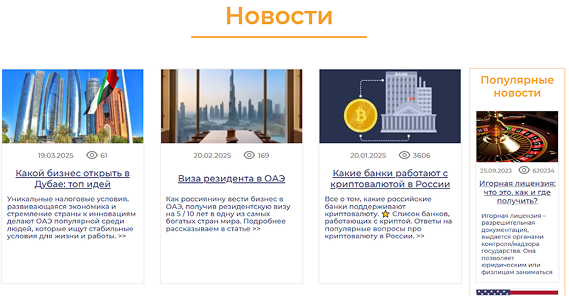 Новости
19.03.2025 61
Какой бизнес открыть в
Дубае: топ идей
Уникальные налоговые условия,
развивающаяся экономика и
стремление страны к инновациям
делают ОАЭ популярной среди
людей, которые ищут стабильные
условия для жизни и работы. >>
20.02.2025 169
Виза резидента в ОАЭ
Как россиянину вести бизнес в
ОАЭ, получив резидентскую визу
на 5 / 10 лет в одну из самых
богатых стран мира. Подробнее
рассказываем в статье >>
BANK
20.01.2025 3606
Какие банки работают с
криптовалютой в России
Все о том, какие российские
банки поддерживают
криптовалюту. ⭐ Список банков,
работающих с криптой. Ответы на
популярные вопросы про
криптовалюту в России. >>
Популярные
новости
25.09.2023 620234
Игорная лицензия:
что это, как и где
получить?
Игорная лицензия –
разрешительная
документация,
выдается органами
контроля/надзора
государства. Она
позволяет
юридическим или
физлицам заниматься